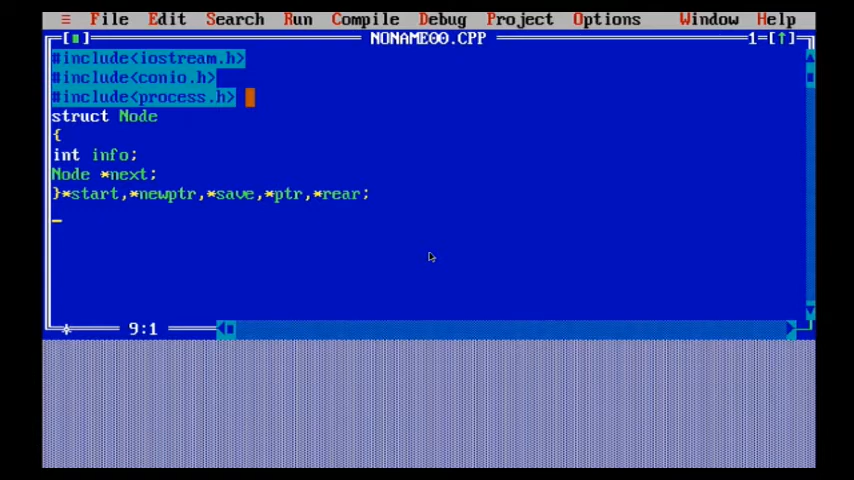 ≡ File Edit Search Run Compile Debug Project Options Window Help
[■] NONAME00.CPP 1=[↑]
#include<iostream.h>
#include<conio.h>
#include<process.h>
struct Node
{
int info;
Node *next;
}*start,*newptr,*save,*ptr,*rear;
9:1